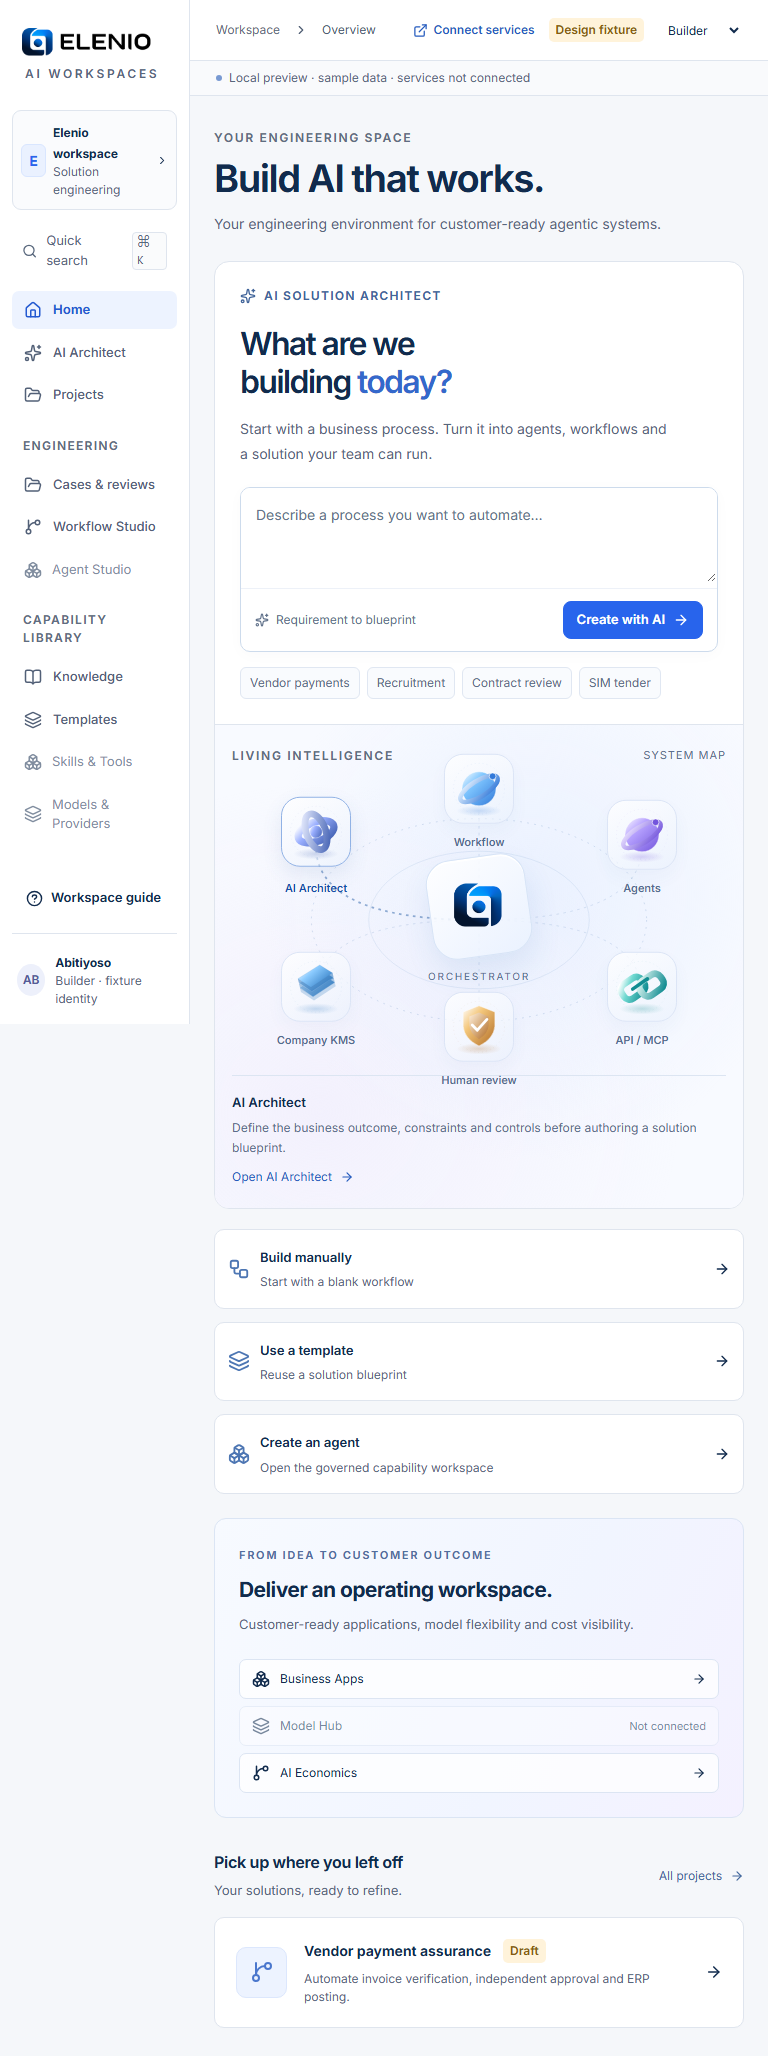 ELENIO
AI WORKSPACES
E
Elenio
workspace
Solution
engineering
Quick
search
⌘
K
Home
AI Architect
Projects
ENGINEERING
Cases & reviews
Workflow Studio
Agent Studio
CAPABILITY
LIBRARY
Knowledge
Templates
Skills & Tools
Models &
Providers
Workspace guide
AB
Abitiyoso
Builder · fixture
identity
Workspace
Overview
Connect services
Design fixture
Builder
Local preview · sample data · services not connected
YOUR ENGINEERING SPACE
Build AI that works.
Your engineering environment for customer-ready agentic systems.
AI SOLUTION ARCHITECT
What are we
building today?
Start with a business process. Turn it into agents, workflows and
a solution your team can run.
Describe a process you want to automate...
Requirement to blueprint
Create with AI
Vendor payments
Recruitment
Contract review
SIM tender
LIVING INTELLIGENCE
SYSTEM MAP
Workflow
AI Architect
Agents
ORCHESTRATOR
Company KMS
API / MCP
Human review
AI Architect
Define the business outcome, constraints and controls before authoring a solution
blueprint.
Open AI Architect
Build manually
Start with a blank workflow
Use a template
Reuse a solution blueprint
Create an agent
Open the governed capability workspace
FROM IDEA TO CUSTOMER OUTCOME
Deliver an operating workspace.
Customer-ready applications, model flexibility and cost visibility.
Business Apps
Model Hub
Not connected
AI Economics
Pick up where you left off
Your solutions, ready to refine.
All projects
Vendor payment assurance
Draft
Automate invoice verification, independent approval and ERP
posting.